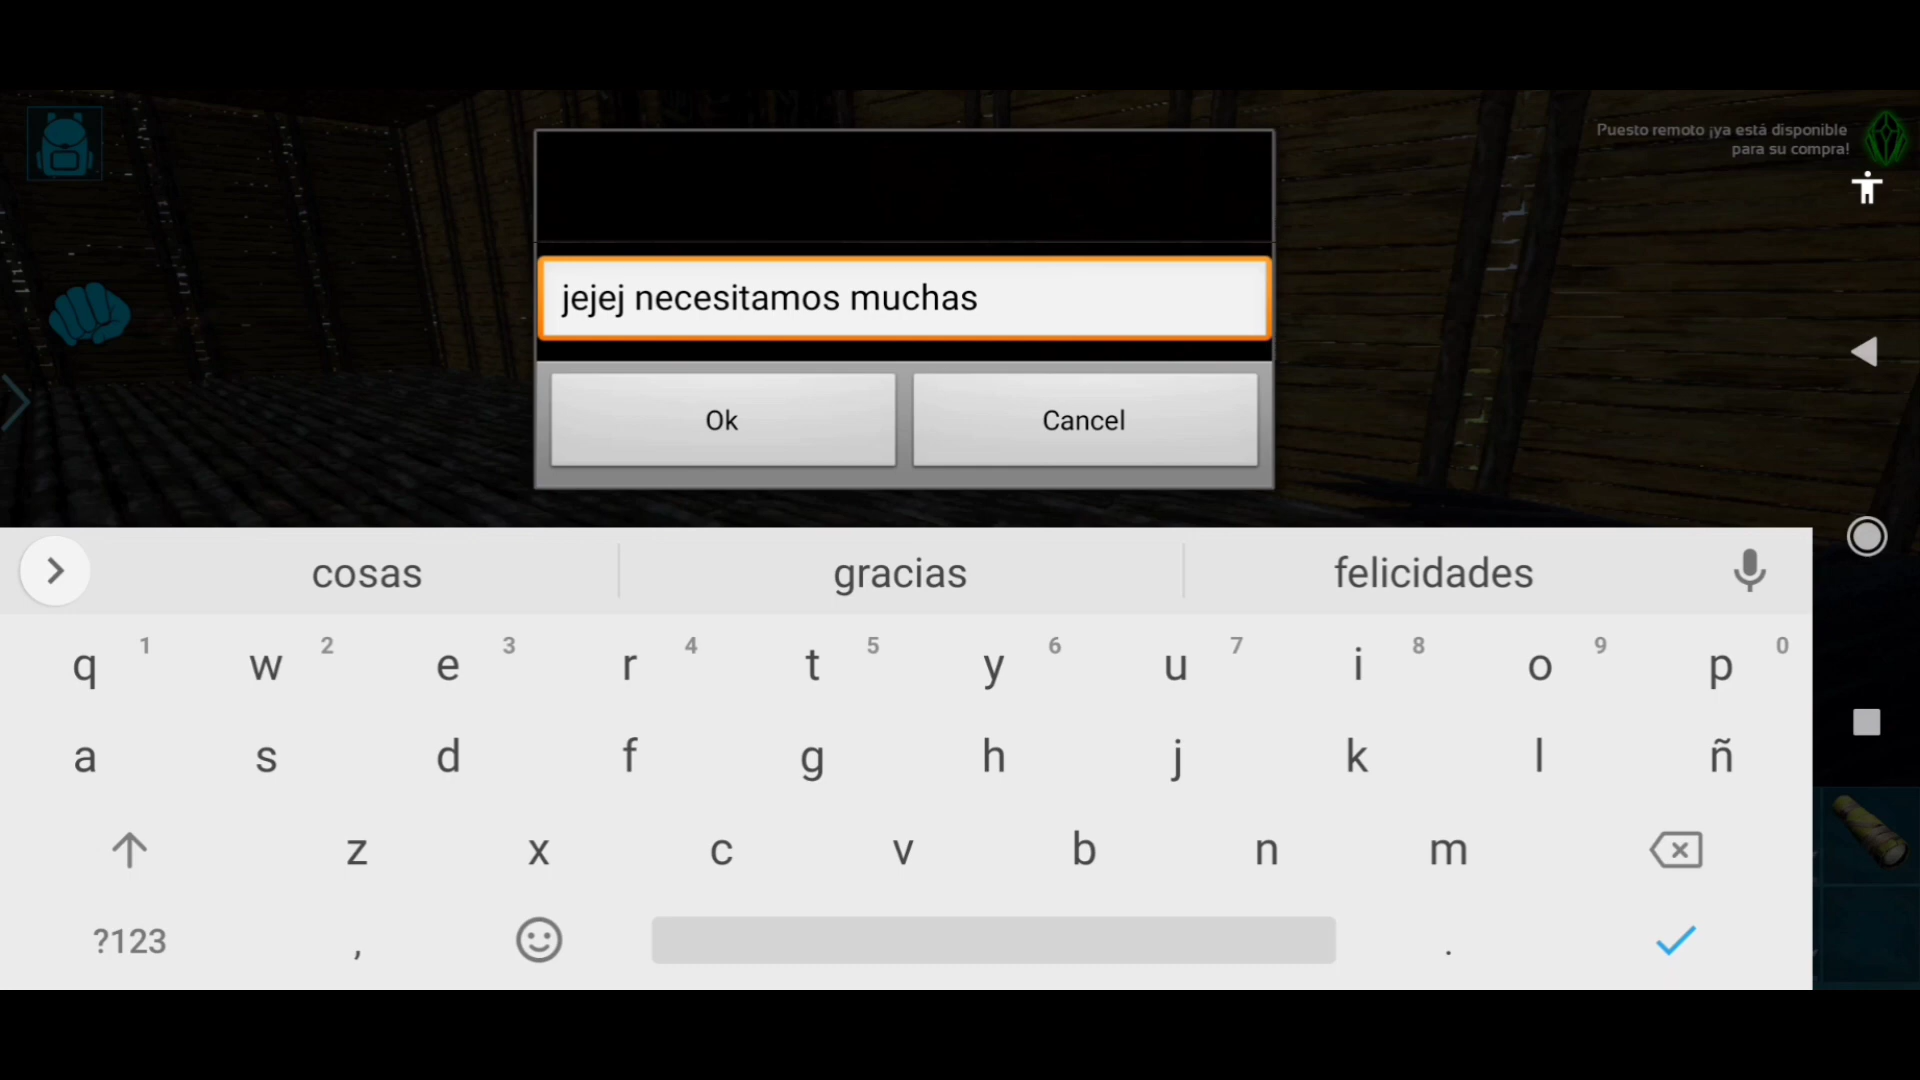 Puesto remoto ¡ya está disponible
para su compra!
jejej necesitamos muchas
Ok Cancel
cosas gracias felicidades
q 1 w 2 e 3 r 4 t 5 y 6 u 7 i 8 o 9 p 0
a s d f g h j k l ñ
z x c v b n m
?123 , .